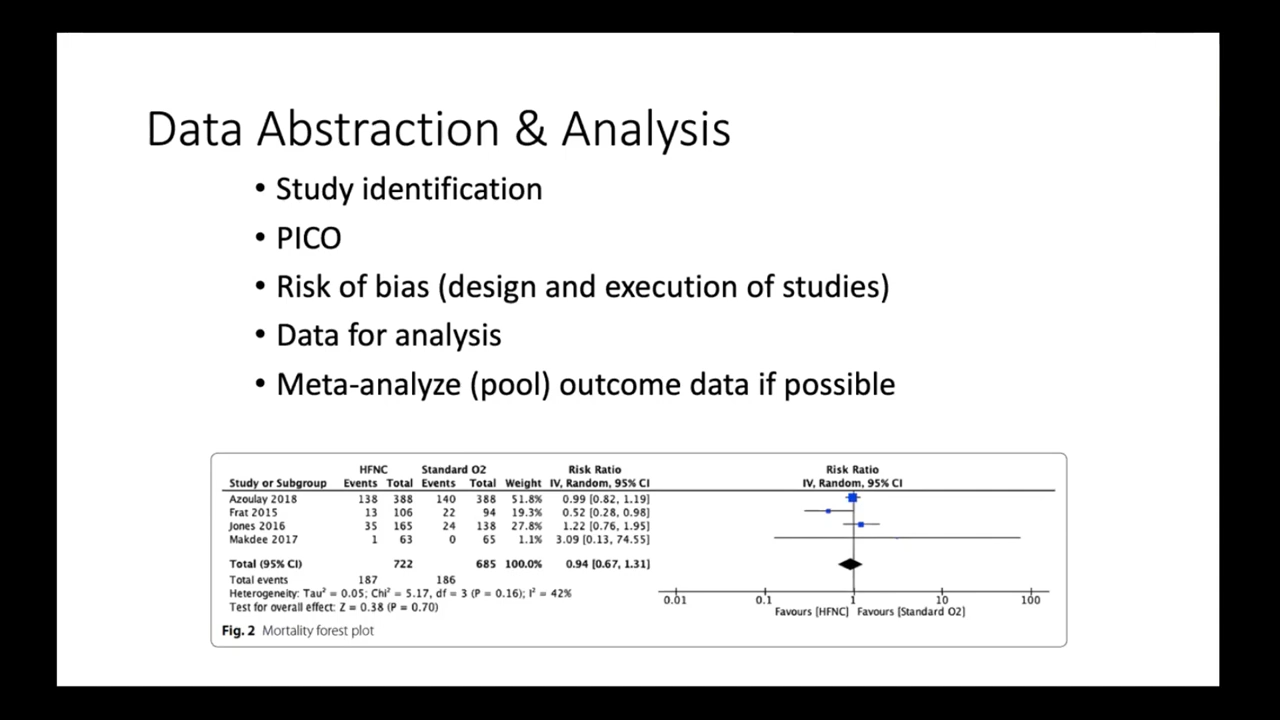 Data Abstraction & Analysis
• Study identification
• PICO
• Risk of bias (design and execution of studies)
• Data for analysis
• Meta-analyze (pool) outcome data if possible
HFNC Standard O2 Risk Ratio Risk Ratio
Study or Subgroup Events Total Events Total Weight IV, Random, 95% CI IV, Random, 95% CI
Azoulay 2018 138 388 140 388 51.8% 0.99 [0.82, 1.19]
Frat 2015 13 106 22 94 19.3% 0.52 [0.28, 0.98]
Jones 2016 35 165 24 138 27.8% 1.22 [0.76, 1.95]
Makdee 2017 1 63 0 65 1.1% 3.09 [0.13, 74.55]
Total (95% CI) 722 685 100.0% 0.94 [0.67, 1.31]
Total events 187 186
Heterogeneity: Tau² = 0.05; Chi² = 5.17, df = 3 (P = 0.16); I² = 42%
Test for overall effect: Z = 0.38 (P = 0.70)
0.01 0.1 1 10 100
Favours [HFNC] Favours [Standard O2]
Fig. 2 Mortality forest plot